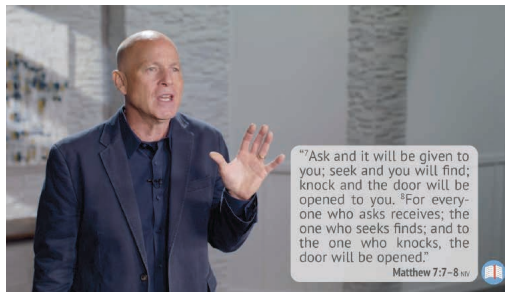 “⁷Ask and it will be given to
you; seek and you will find;
knock and the door will be
opened to you. ⁸For every-
one who asks receives; the
one who seeks finds; and to
the one who knocks, the
door will be opened.”
Matthew 7:7–8 NIV